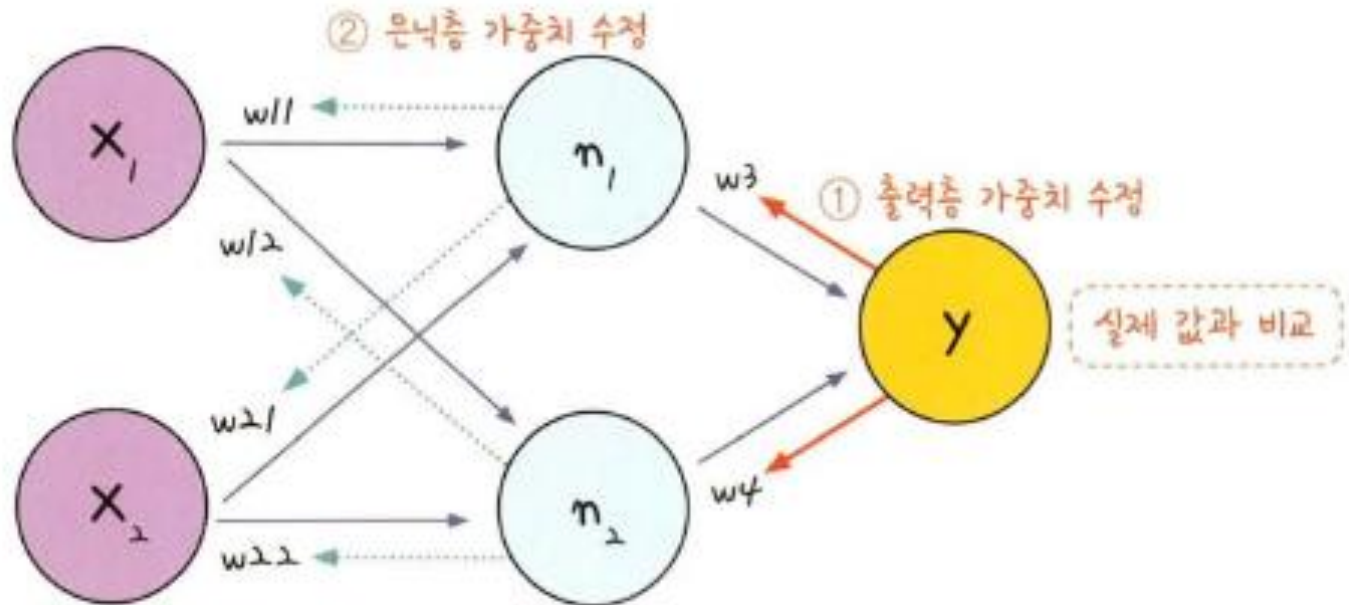 ② 은닉층 가중치 수정
x₁
w11
n₁
w3
① 출력층 가중치 수정
w12
y
실제 값과 비교
w21
x₂
w22
n₂
w4